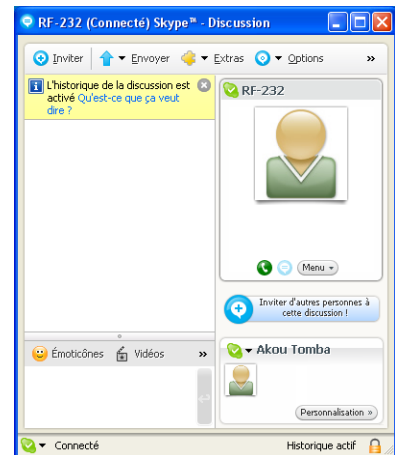 RF-232 (Connecté) Skype™ - Discussion
Inviter Envoyer Extras Options »
L'historique de la discussion est
activé Qu'est-ce que ça veut
dire ?
RF-232
Menu
Inviter d'autres personnes à
cette discussion !
Émoticônes Vidéos »
Akou Tomba
Personnalisation »
Connecté Historique actif